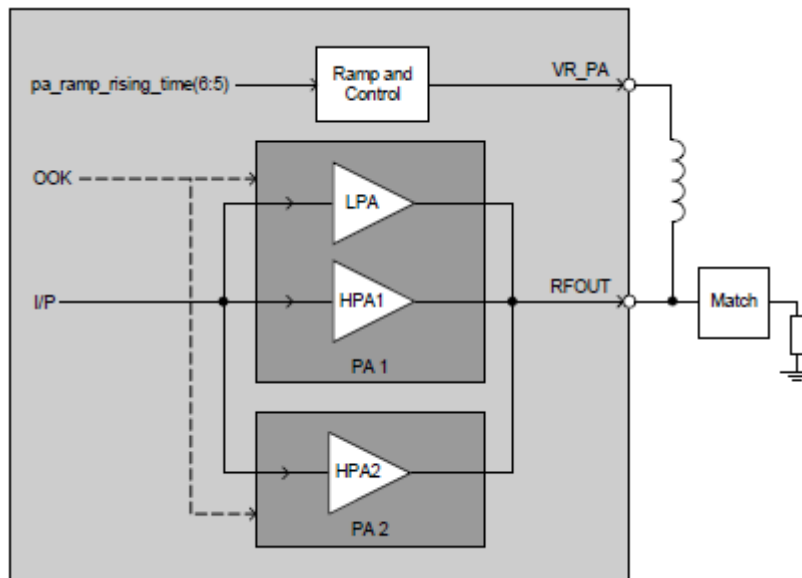 pa_ramp_rising_time(6:5)
Ramp and
Control
VR_PA
OOK
LPA
I/P
HPA1
RFOUT
Match
PA 1
HPA2
PA 2